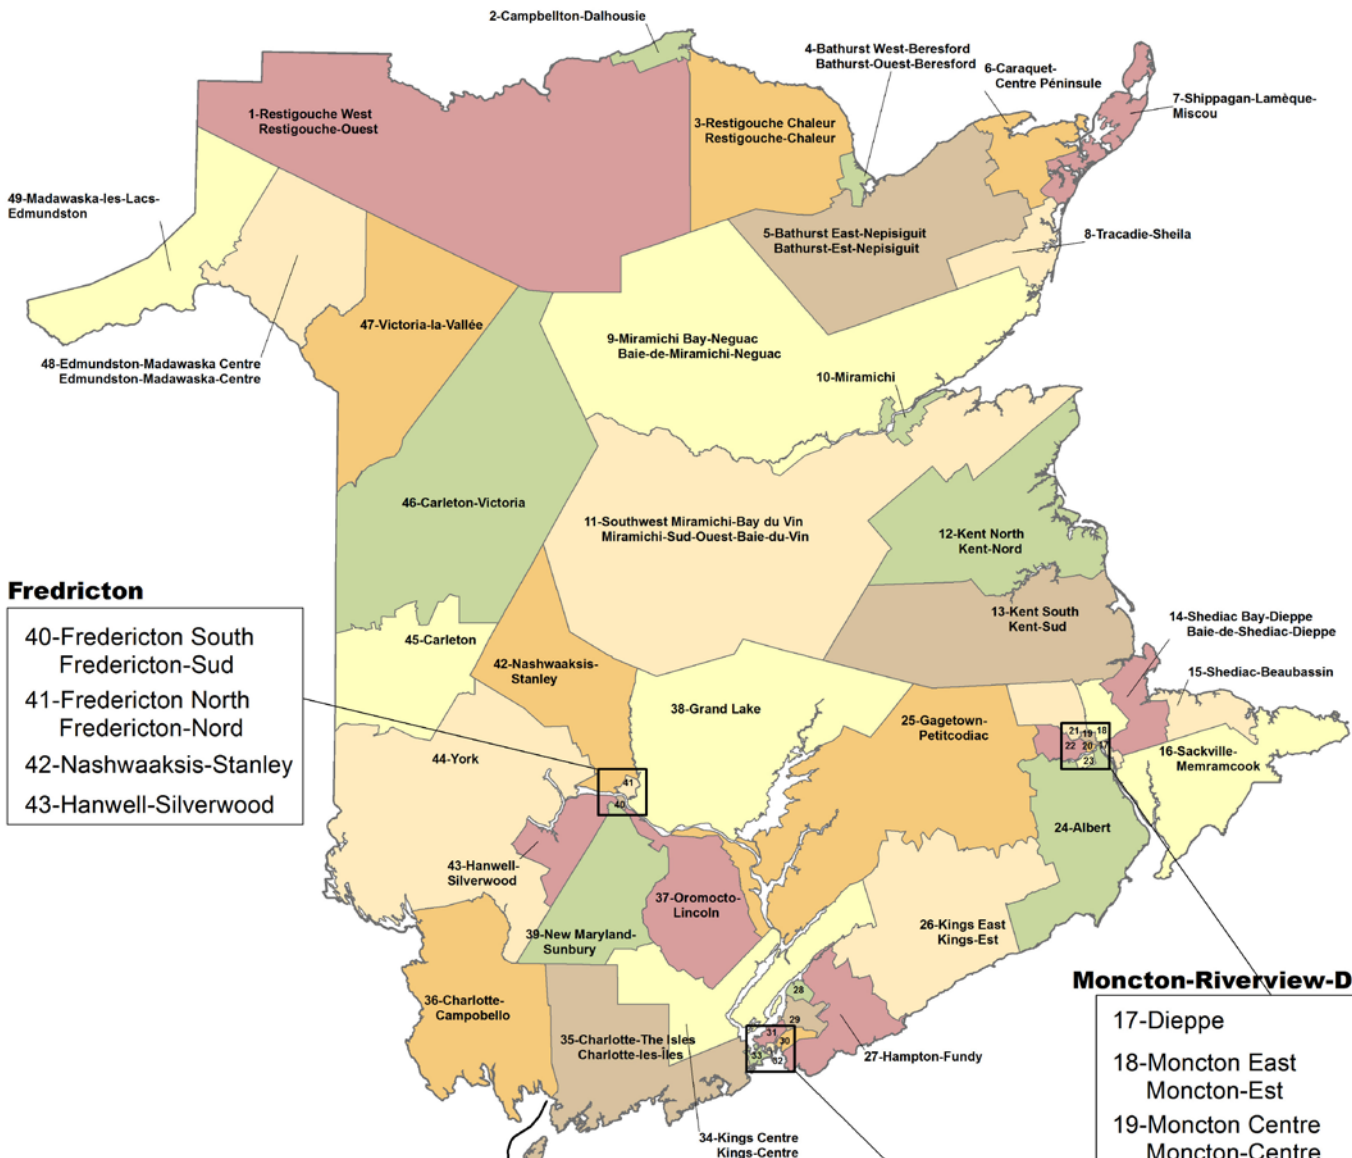 2-Campbellton-Dalhousie
4-Bathurst West-Beresford
Bathurst-Ouest-Beresford
6-Caraquet-
Centre Péninsule
7-Shippagan-Lamèque-
Miscou
1-Restigouche West
Restigouche-Ouest
3-Restigouche Chaleur
Restigouche-Chaleur
49-Madawaska-les-Lacs-
Edmundston
5-Bathurst East-Nepisiguit
Bathurst-Est-Nepisiguit
8-Tracadie-Sheila
47-Victoria-la-Vallée
9-Miramichi Bay-Neguac
Baie-de-Miramichi-Neguac
48-Edmundston-Madawaska Centre
Edmundston-Madawaska-Centre
10-Miramichi
46-Carleton-Victoria
11-Southwest Miramichi-Bay du Vin
Miramichi-Sud-Ouest-Baie-du-Vin
12-Kent North
Kent-Nord
Fredricton
40-Fredericton South
Fredericton-Sud
41-Fredericton North
Fredericton-Nord
42-Nashwaaksis-Stanley
43-Hanwell-Silverwood
13-Kent South
Kent-Sud
14-Shediac Bay-Dieppe
Baie-de-Shediac-Dieppe
45-Carleton
42-Nashwaaksis-
Stanley
15-Shediac-Beaubassin
38-Grand Lake
25-Gagetown-
Petitcodiac
21
19
18
22
20
17
23
16-Sackville-
Memramcook
44-York
41
40
24-Albert
43-Hanwell-
Silverwood
37-Oromocto-
Lincoln
39-New Maryland-
Sunbury
26-Kings East
Kings-Est
36-Charlotte-
Campobello
28
29
31
30
33
32
35-Charlotte-The Isles
Charlotte-les-Îles
27-Hampton-Fundy
34-Kings Centre
Kings-Centre
Moncton-Riverview-D
17-Dieppe
18-Moncton East
Moncton-Est
19-Moncton Centre
Moncton-Centre